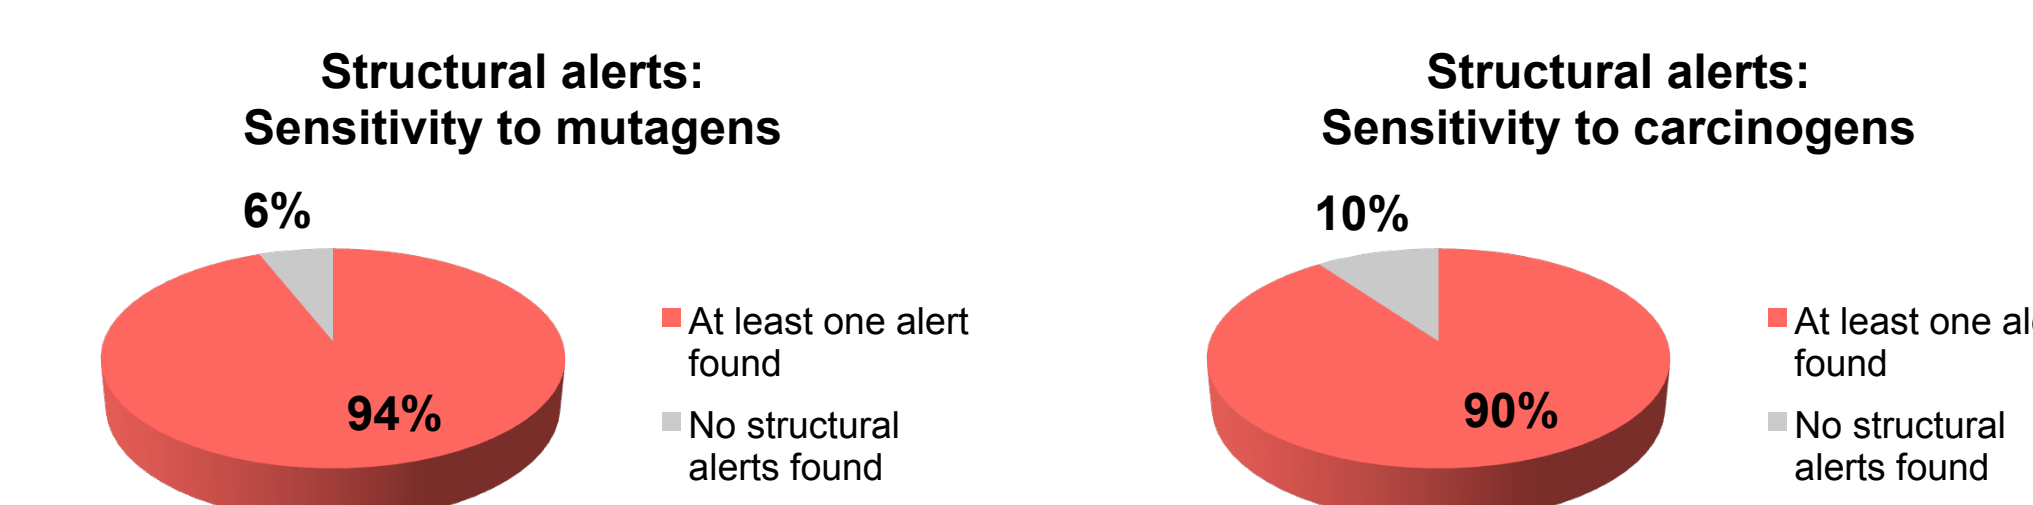 Structural alerts:
Sensitivity to mutagens
6%
94%
At least one alert
found
No structural
alerts found
Structural alerts:
Sensitivity to carcinogens
10%
90%
At least one
found
No structural
alerts found